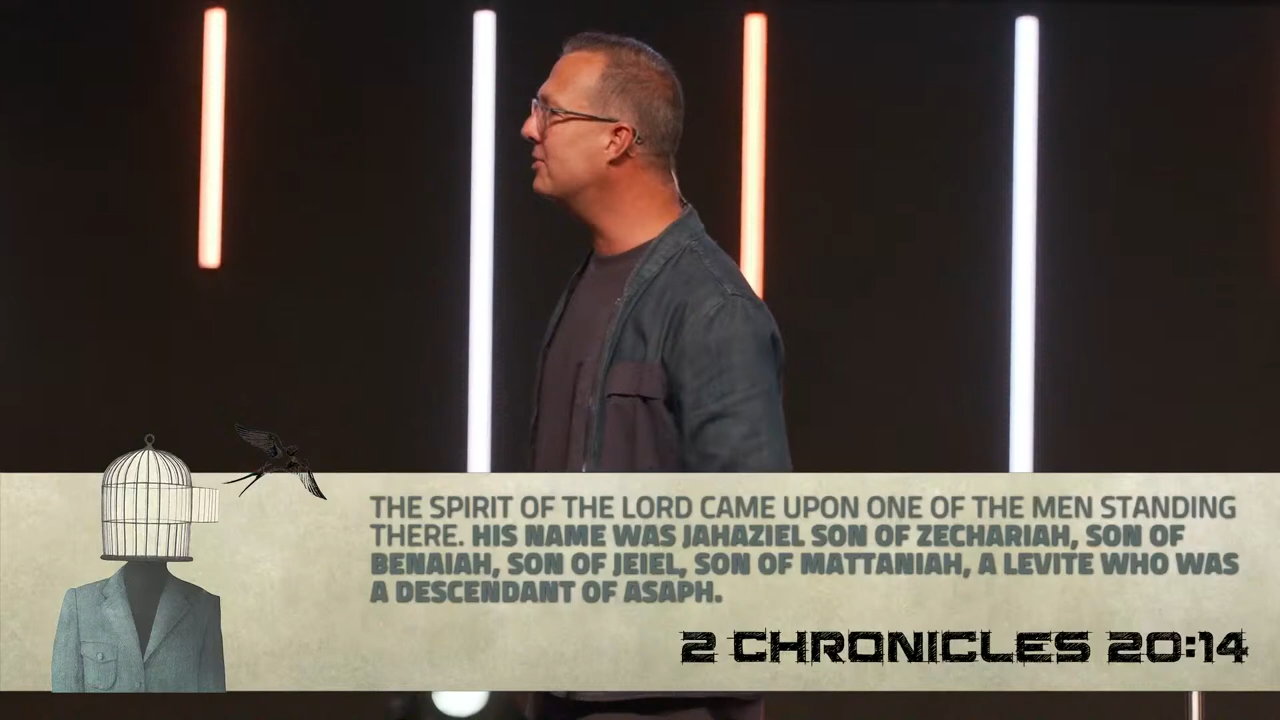 THE SPIRIT OF THE LORD CAME UPON ONE OF THE MEN STANDING
THERE. HIS NAME WAS JAHAZIEL SON OF ZECHARIAH, SON OF
BENAIAH, SON OF JEIEL, SON OF MATTANIAH, A LEVITE WHO WAS
A DESCENDANT OF ASAPH.
2 CHRONICLES 20:14